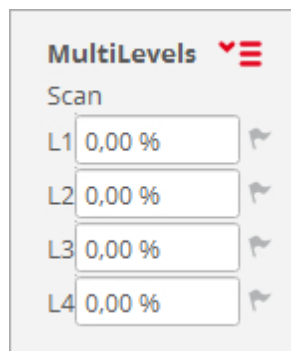 MultiLevels
Scan
L1 0,00 %
L2 0,00 %
L3 0,00 %
L4 0,00 %